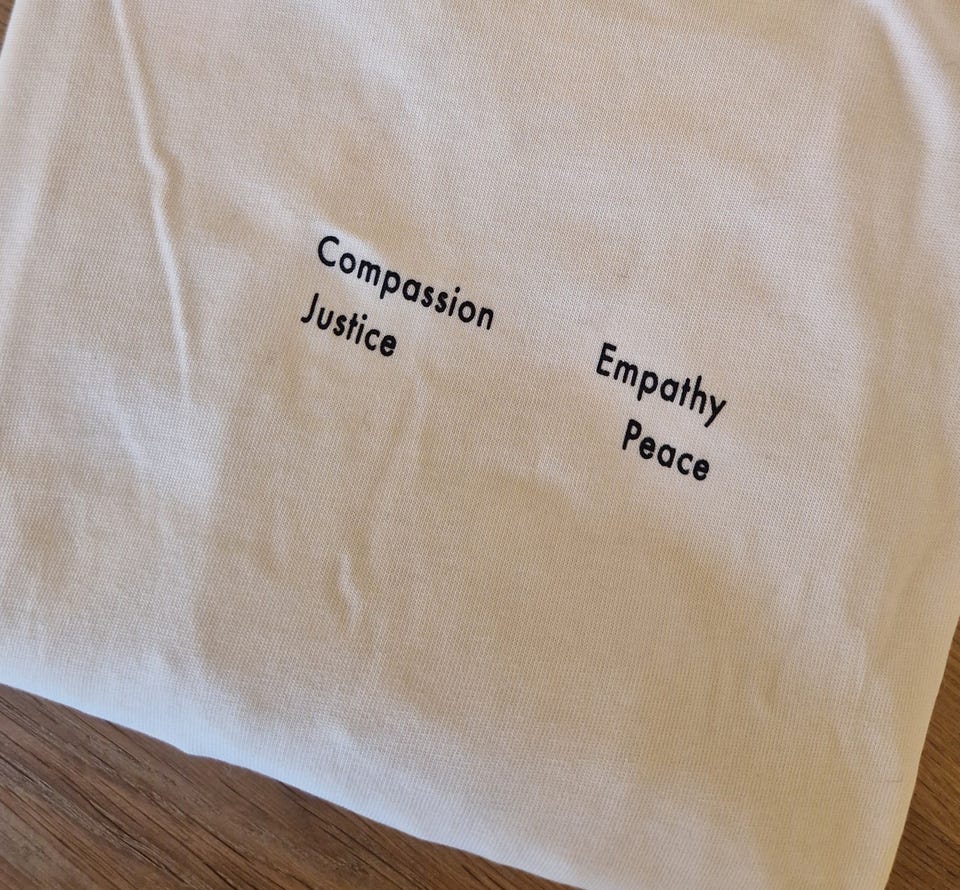 Compassion
Justice
Empathy
Peace